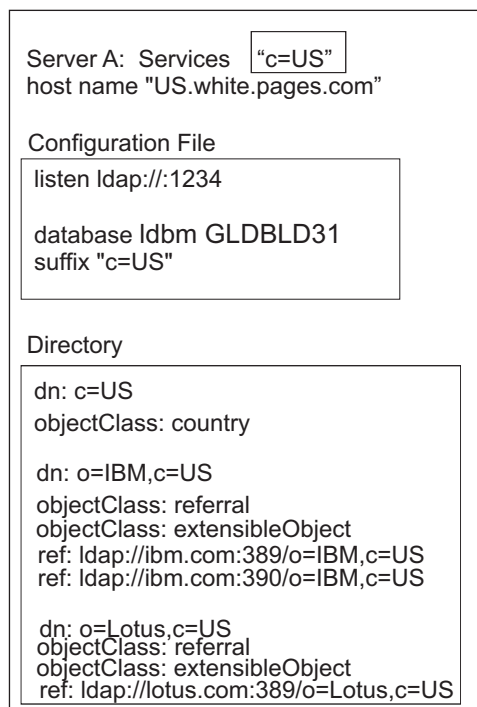 Server A: Services “c=US”
host name "US.white.pages.com”
Configuration File
listen ldap://:1234
database ldbm GLDBLD31
suffix "c=US"
Directory
dn: c=US
objectClass: country
dn: o=IBM,c=US
objectClass: referral
objectClass: extensibleObject
ref: ldap://ibm.com:389/o=IBM,c=US
ref: ldap://ibm.com:390/o=IBM,c=US
dn: o=Lotus,c=US
objectClass: referral
objectClass: extensibleObject
ref: ldap://lotus.com:389/o=Lotus,c=US